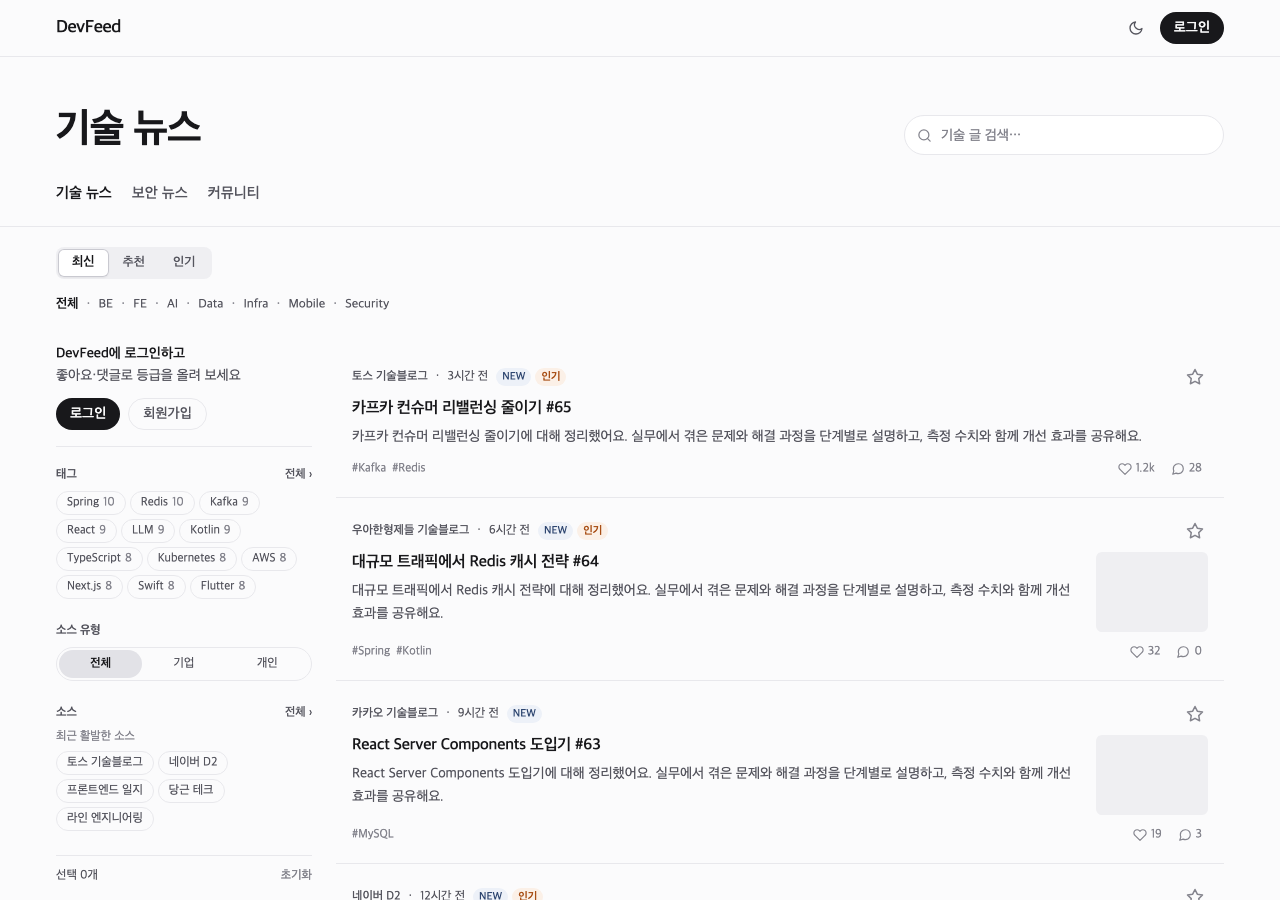 DevFeed
로그인
기술 뉴스
기술 글 검색…
기술 뉴스 보안 뉴스 커뮤니티
최신 추천 인기
전체 · BE · FE · AI · Data · Infra · Mobile · Security
DevFeed에 로그인하고
좋아요·댓글로 등급을 올려 보세요
로그인 회원가입
태그 전체 ›
Spring 10 Redis 10 Kafka 9
React 9 LLM 9 Kotlin 9
TypeScript 8 Kubernetes 8 AWS 8
Next.js 8 Swift 8 Flutter 8
소스 유형
전체 기업 개인
소스 전체 ›
최근 활발한 소스
토스 기술블로그 네이버 D2
프론트엔드 일지 당근 테크
라인 엔지니어링
선택 0개 초기화
토스 기술블로그 · 3시간 전 NEW 인기
카프카 컨슈머 리밸런싱 줄이기 #65
카프카 컨슈머 리밸런싱 줄이기에 대해 정리했어요. 실무에서 겪은 문제와 해결 과정을 단계별로 설명하고, 측정 수치와 함께 개선 효과를 공유해요.
#Kafka #Redis 1.2k 28
우아한형제들 기술블로그 · 6시간 전 NEW 인기
대규모 트래픽에서 Redis 캐시 전략 #64
대규모 트래픽에서 Redis 캐시 전략에 대해 정리했어요. 실무에서 겪은 문제와 해결 과정을 단계별로 설명하고, 측정 수치와 함께 개선
효과를 공유해요.
#Spring #Kotlin 32 0
카카오 기술블로그 · 9시간 전 NEW
React Server Components 도입기 #63
React Server Components 도입기에 대해 정리했어요. 실무에서 겪은 문제와 해결 과정을 단계별로 설명하고, 측정 수치와 함께 개선
효과를 공유해요.
#MySQL 19 3
네이버 D2 · 12시간 전 NEW 인기